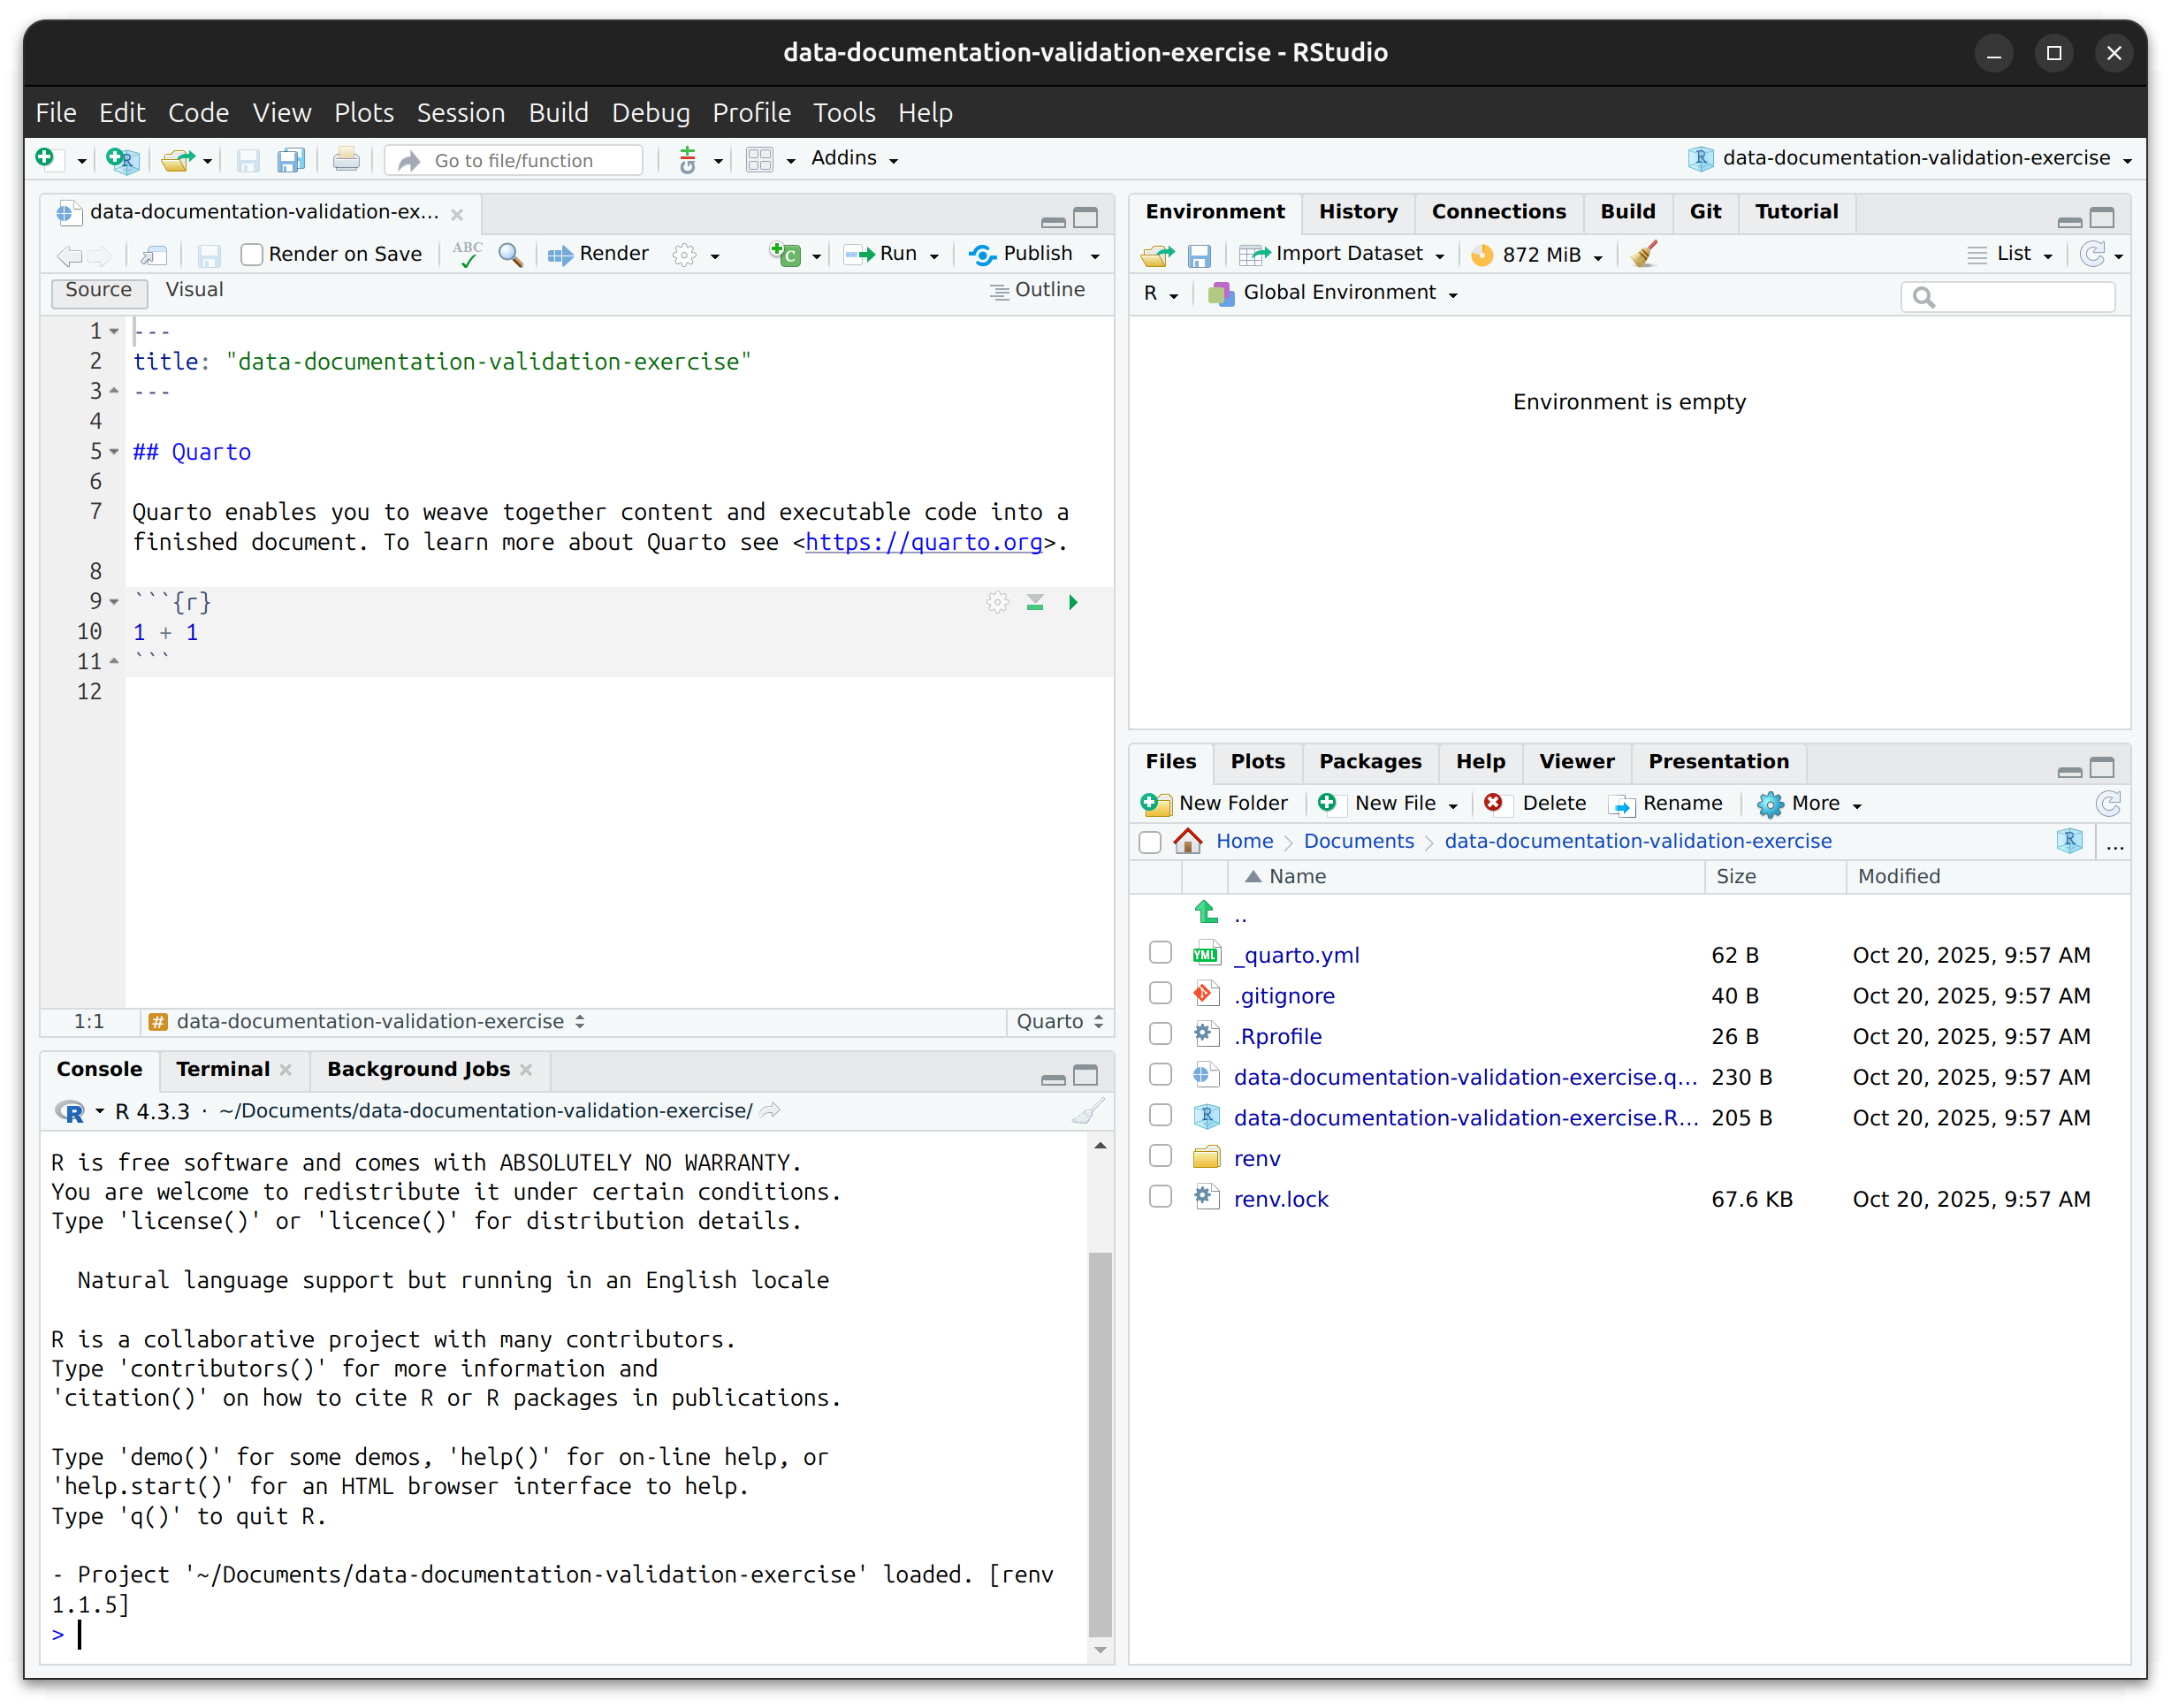 data-documentation-validation-exercise - RStudio
File Edit Code View Plots Session Build Debug Profile Tools Help
Go to file/function Addins data-documentation-validation-exercise
data-documentation-validation-ex...
Render on Save ABC Render C Run Publish
Source Visual Outline
1 ---
2 title: "data-documentation-validation-exercise"
3 ---
4
5 ## Quarto
6
7 Quarto enables you to weave together content and executable code into a
finished document. To learn more about Quarto see <https://quarto.org>.
8
9 ```{r}
10 1 + 1
11 ```
12
1:1 # data-documentation-validation-exercise Quarto
Console Terminal Background Jobs
R R 4.3.3 · ~/Documents/data-documentation-validation-exercise/
R is free software and comes with ABSOLUTELY NO WARRANTY.
You are welcome to redistribute it under certain conditions.
Type 'license()' or 'licence()' for distribution details.
Natural language support but running in an English locale
R is a collaborative project with many contributors.
Type 'contributors()' for more information and
'citation()' on how to cite R or R packages in publications.
Type 'demo()' for some demos, 'help()' for on-line help, or
'help.start()' for an HTML browser interface to help.
Type 'q()' to quit R.
- Project '~/Documents/data-documentation-validation-exercise' loaded. [renv
1.1.5]
>
Environment History Connections Build Git Tutorial
Import Dataset 872 MiB List
R Global Environment
Environment is empty
Files Plots Packages Help Viewer Presentation
New Folder New File Delete Rename More
Home Documents data-documentation-validation-exercise R ...
Name Size Modified
..
YML _quarto.yml 62 B Oct 20, 2025, 9:57 AM
.gitignore 40 B Oct 20, 2025, 9:57 AM
.Rprofile 26 B Oct 20, 2025, 9:57 AM
data-documentation-validation-exercise.q... 230 B Oct 20, 2025, 9:57 AM
R data-documentation-validation-exercise.R... 205 B Oct 20, 2025, 9:57 AM
renv
renv.lock 67.6 KB Oct 20, 2025, 9:57 AM